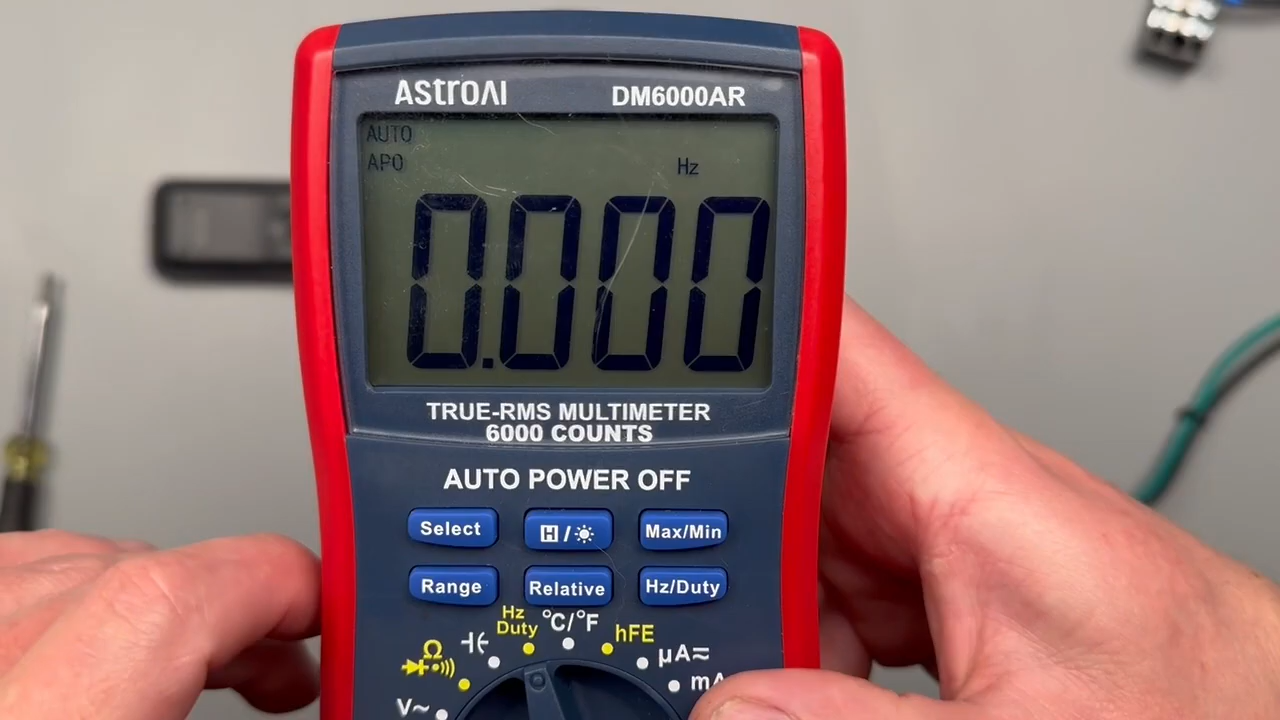 AstroAI DM6000AR
AUTO
APO Hz
0.000
TRUE-RMS MULTIMETER
6000 COUNTS
AUTO POWER OFF
Select H/ Max/Min
Range Relative Hz/Duty
Hz
Duty °C/°F hFE
Ω µA
mA
V~